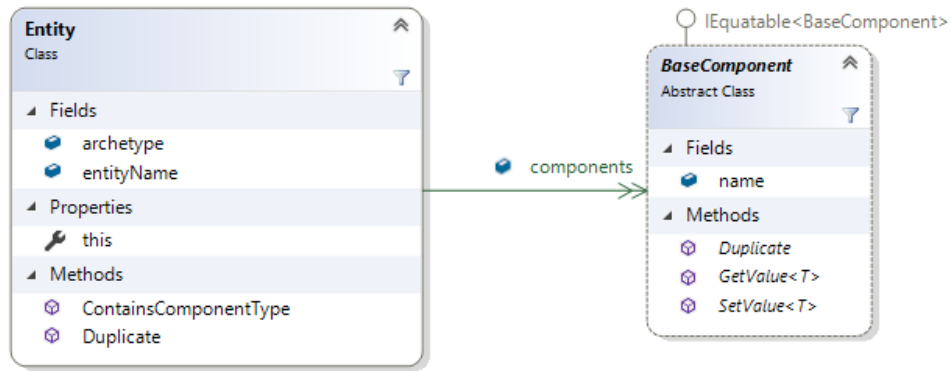 Entity
Class
Fields
archetype
entityName
Properties
this
Methods
ContainsComponentType
Duplicate
components
IEquatable<BaseComponent>
BaseComponent
Abstract Class
Fields
name
Methods
Duplicate
GetValue<T>
SetValue<T>